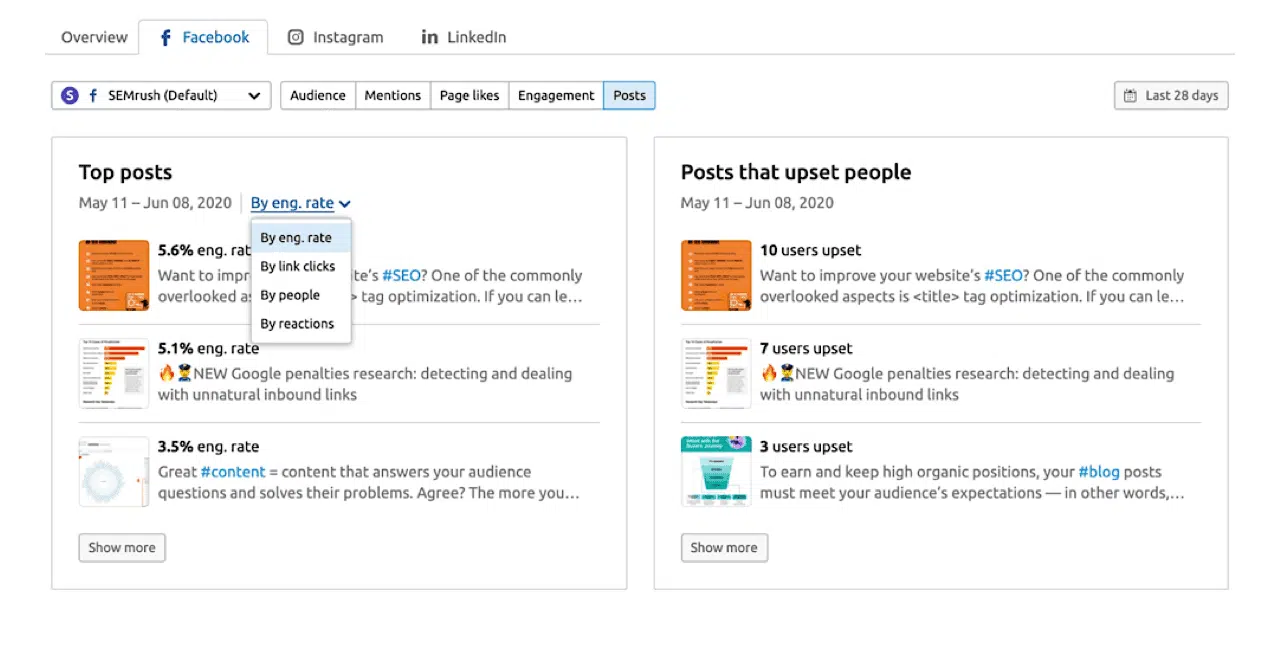 Overview
Facebook
Instagram
LinkedIn
SEMrush (Default)
Audience
Mentions
Page likes
Engagement
Posts
Last 28 days
Top posts
May 11 – Jun 08, 2020
By eng. rate
By eng. rate
By link clicks
By people
By reactions
5.6% eng.
Want to te's #SEO? One of the commonly
overlooked > tag optimization. If you can le...
5.1% eng. rate
🔥👮NEW Google penalties research: detecting and dealing
with unnatural inbound links
3.5% eng. rate
Great #content = content that answers your audience
questions and solves their problems. Agree? The more you...
Show more
Posts that upset people
May 11 – Jun 08, 2020
10 users upset
Want to improve your website's #SEO? One of the commonly
overlooked aspects is <title> tag optimization. If you can le...
7 users upset
🔥👮NEW Google penalties research: detecting and dealing
with unnatural inbound links
3 users upset
To earn and keep high organic positions, your #blog posts
must meet your audience's expectations — in other words,...
Show more